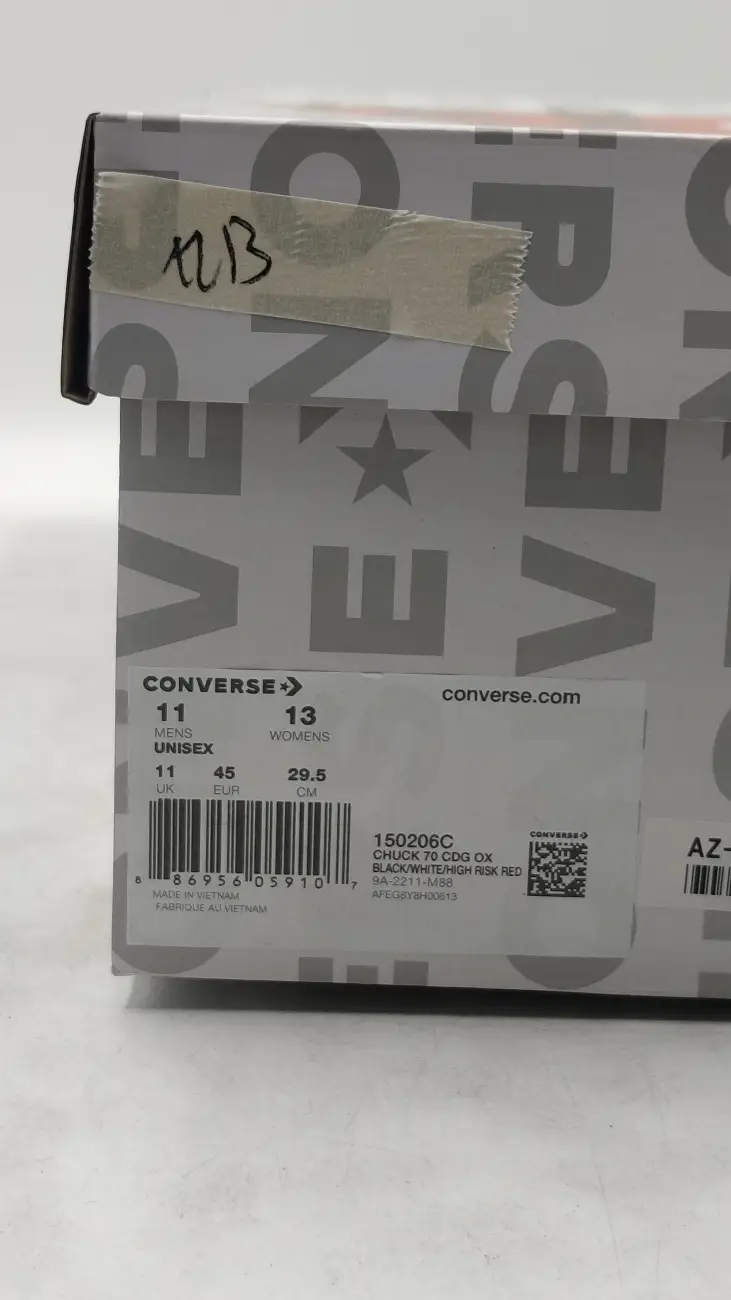 CONVERSE
converse.com
11 13
MENS WOMENS
UNISEX
11 45 29.5
UK EUR CM
8 86956 05910 7
MADE IN VIETNAM
FABRIQUE AU VIETNAM
150206C
CHUCK 70 CDG OX
BLACK/WHITE/HIGH RISK RED
9A-2211-M88
AFEG8Y8H00613
CONVERSE
AZ-